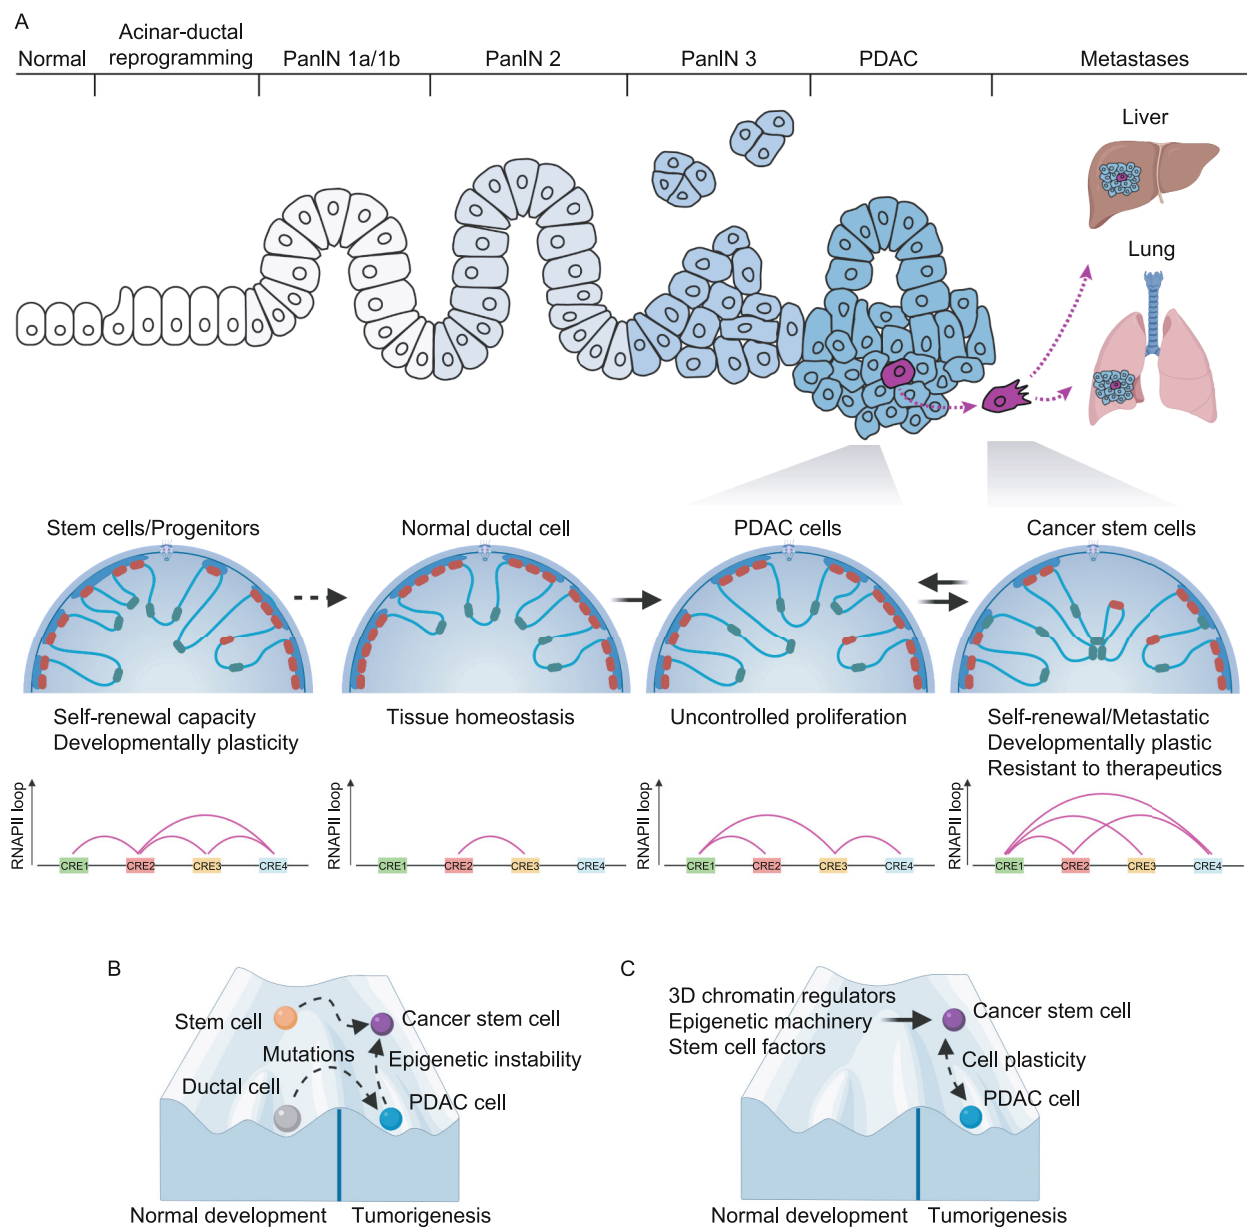 A
Normal
Acinar-ductal
reprogramming
PanIN 1a/1b
PanIN 2
PanIN 3
PDAC
Metastases
Liver
Lung
Stem cells/Progenitors
Normal ductal cell
PDAC cells
Cancer stem cells
Self-renewal capacity
Developmentally plasticity
Tissue homeostasis
Uncontrolled proliferation
Self-renewal/Metastatic
Developmentally plastic
Resistant to therapeutics
RNAPII loop
CRE1
CRE2
CRE3
CRE4
RNAPII loop
CRE1
CRE2
CRE3
CRE4
RNAPII loop
CRE1
CRE2
CRE3
CRE4
RNAPII loop
CRE1
CRE2
CRE3
CRE4
B
Stem cell
Cancer stem cell
Mutations
Epigenetic instability
Ductal cell
PDAC cell
Normal development
Tumorigenesis
C
3D chromatin regulators
Epigenetic machinery
Stem cell factors
Cancer stem cell
Cell plasticity
PDAC cell
Normal development
Tumorigenesis